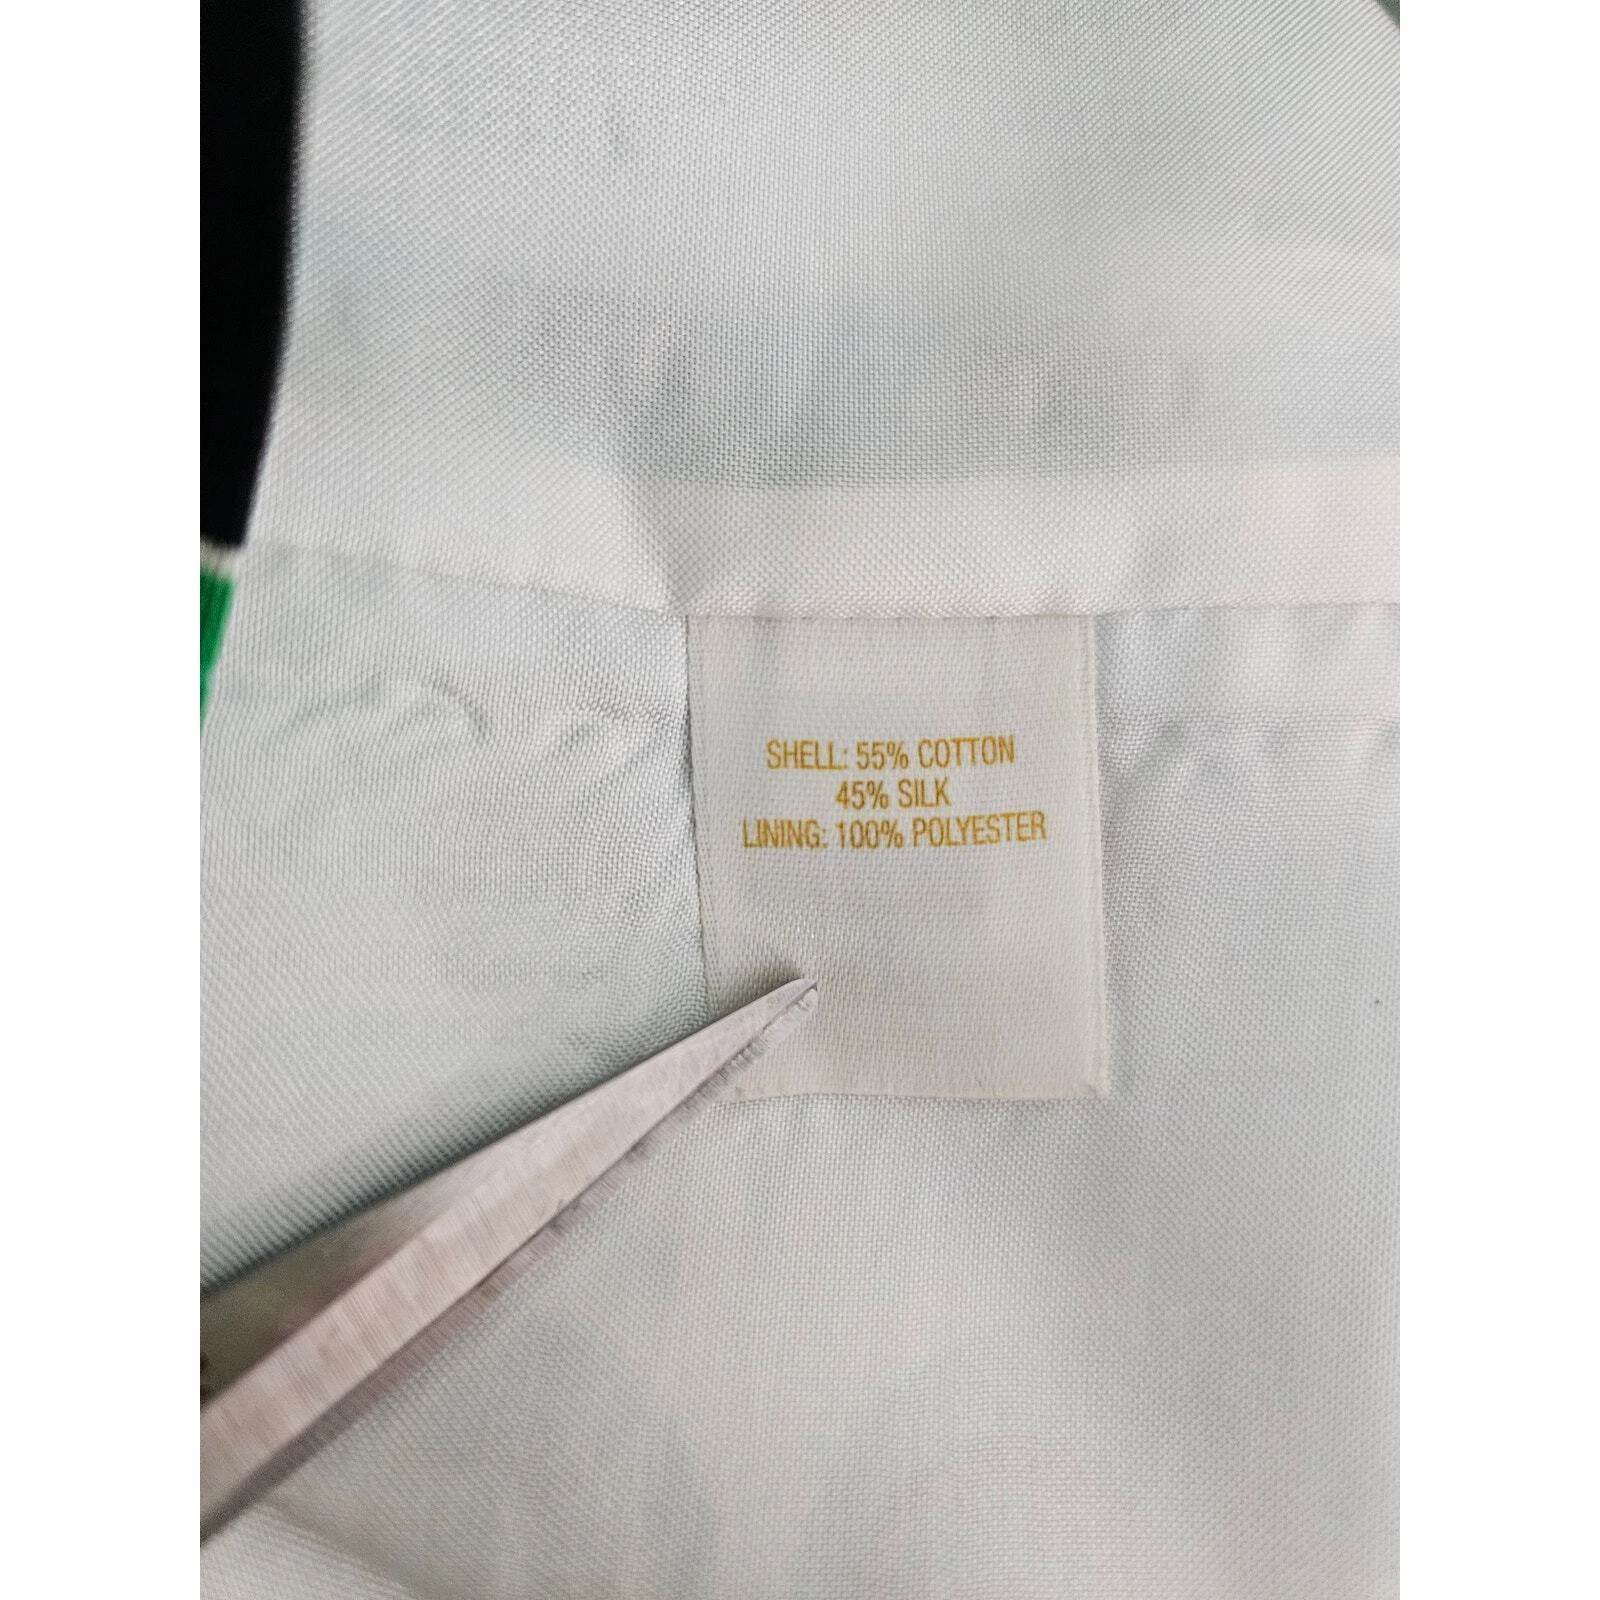 SHELL: 55% COTTON
45% SILK
LINING: 100% POLYESTER